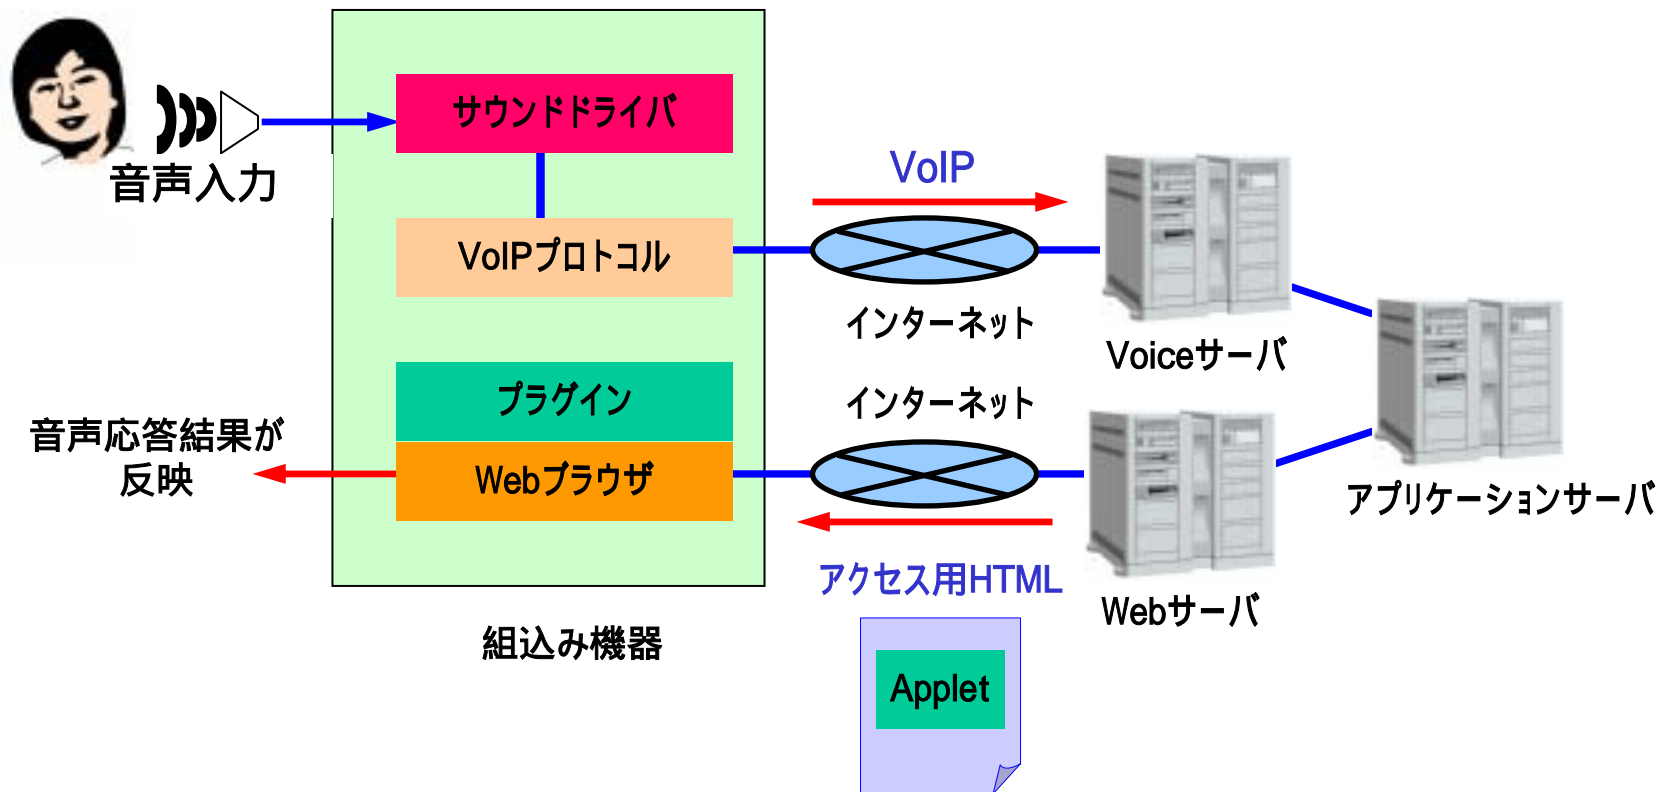 サウンドドライバ
音声入力
VoIP
VoIPプロトコル
インターネット
Voiceサーバ
プラグイン
インターネット
音声応答結果が
反映
Webブラウザ
アプリケーションサーバ
アクセス用HTML
Webサーバ
組込み機器
Applet